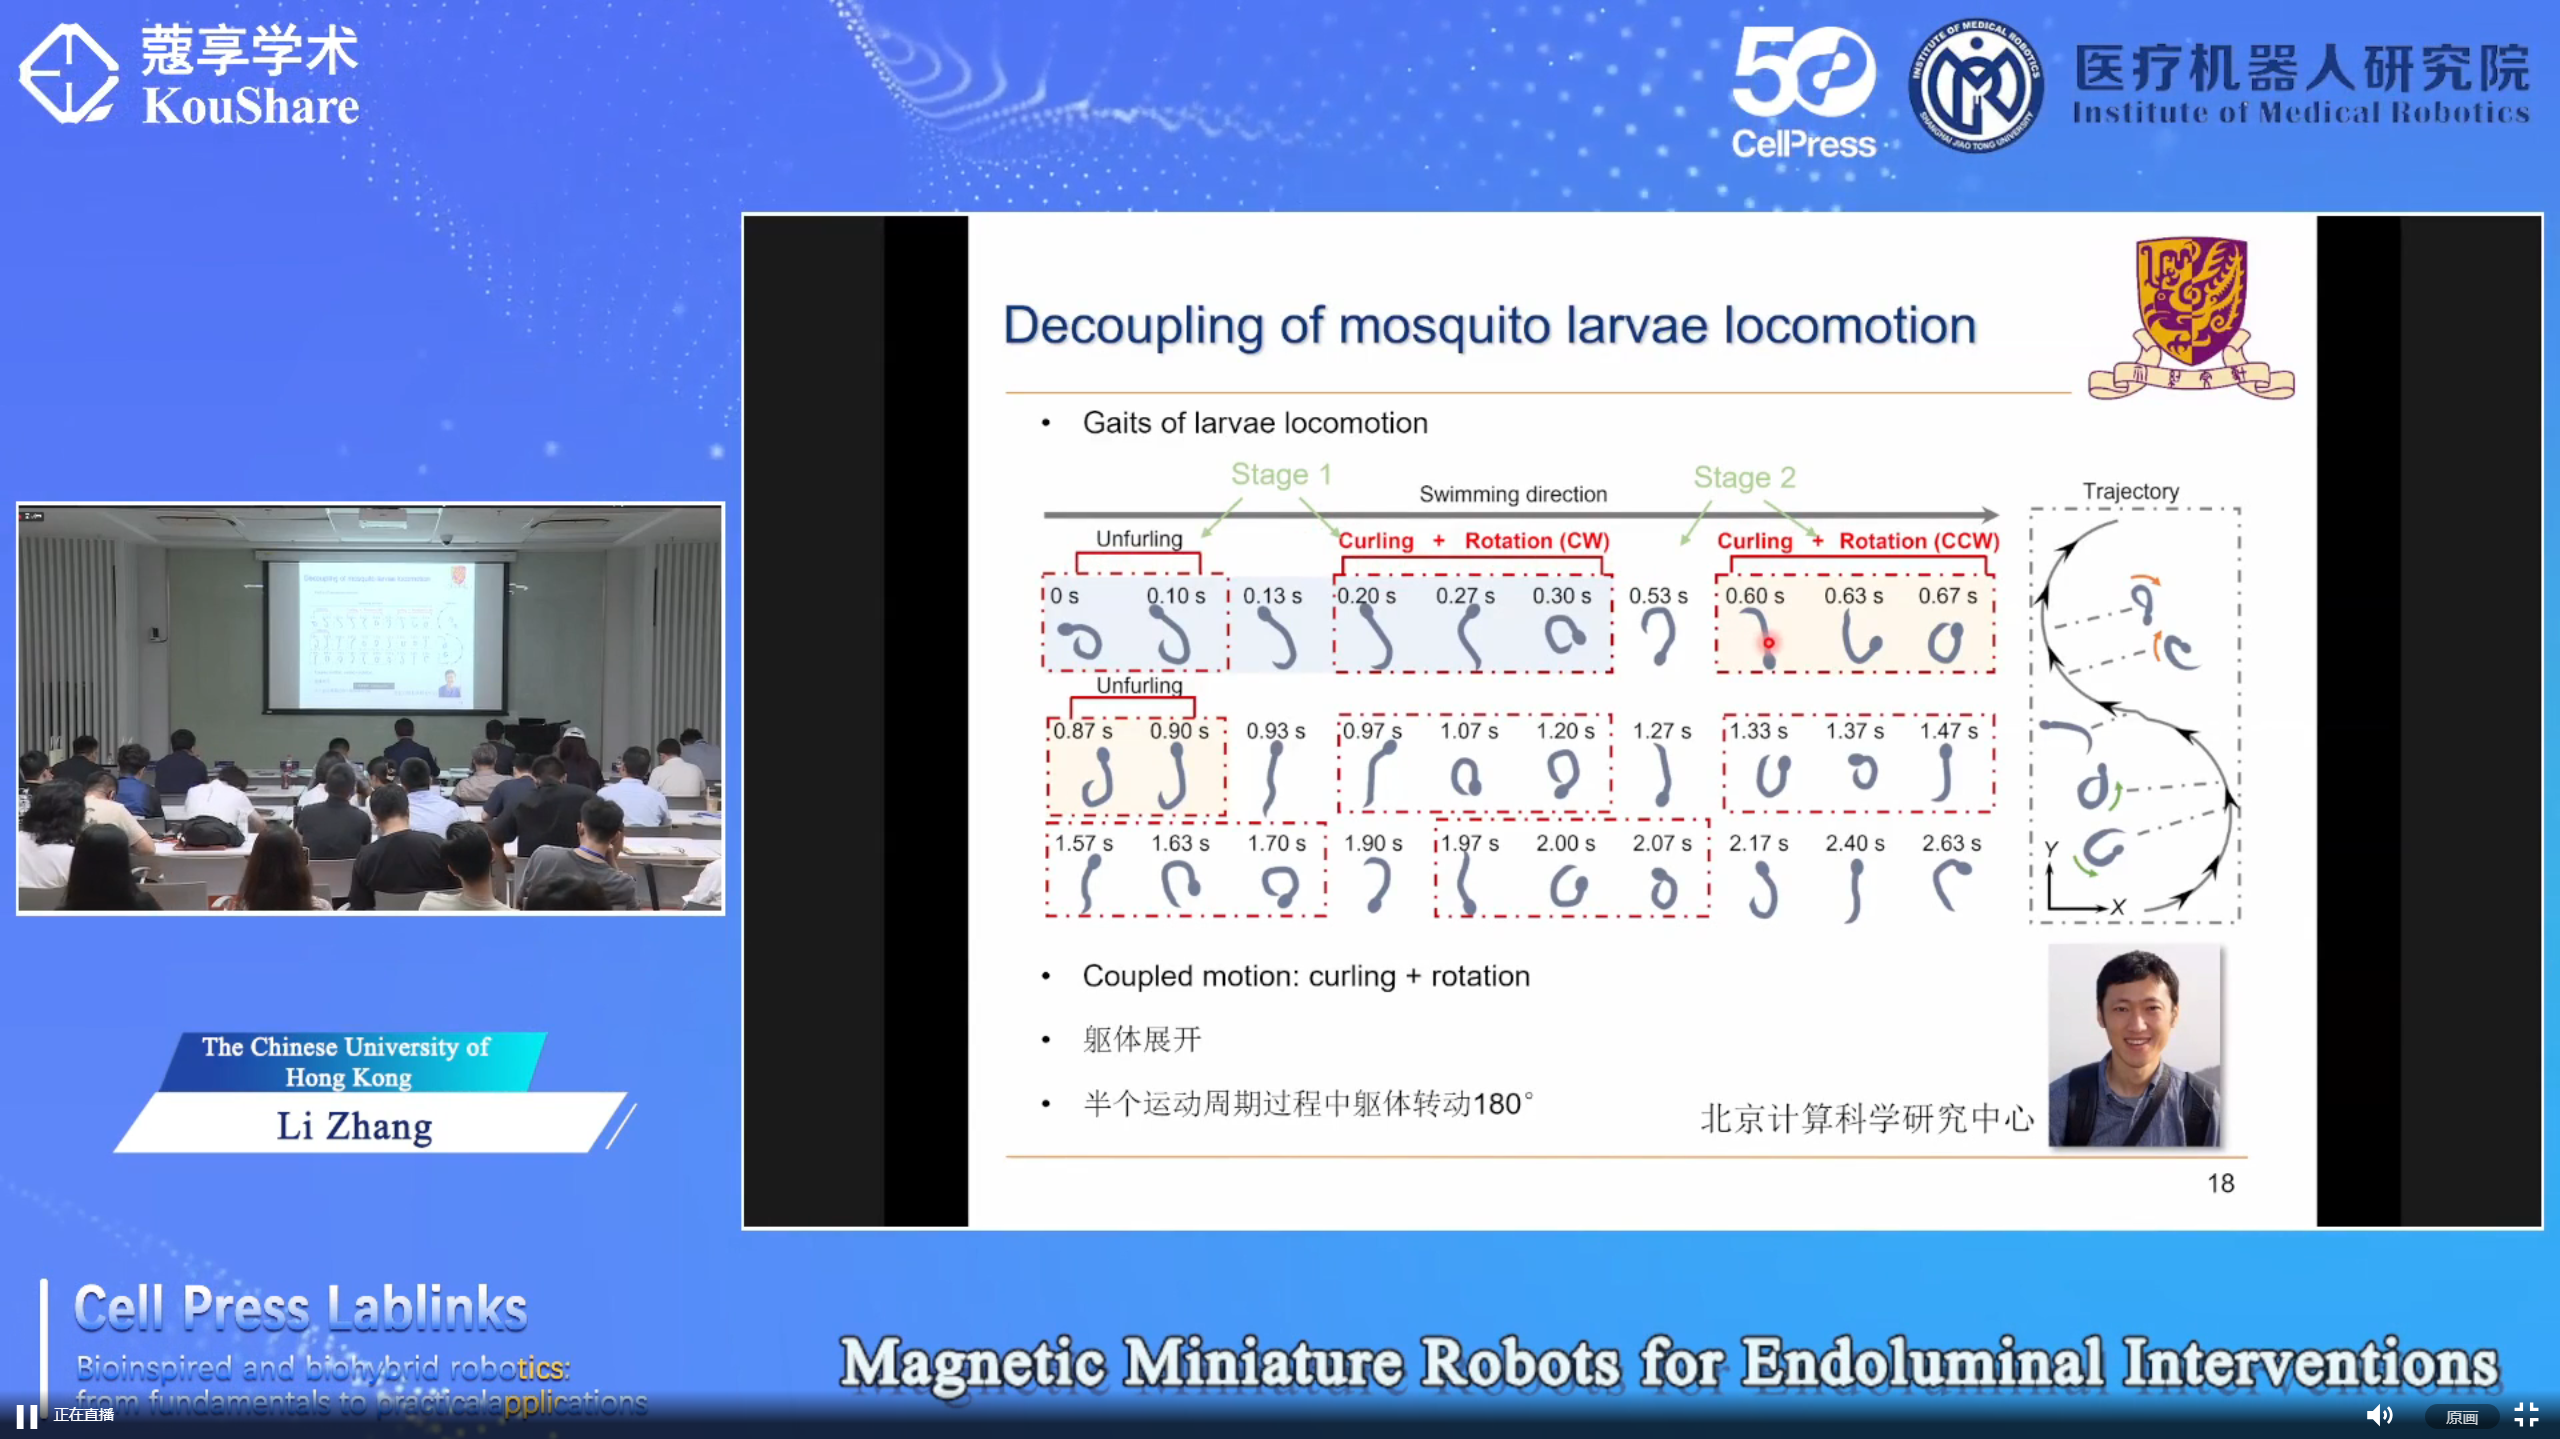 蔻享学术
KouShare
50
CellPress
INSTITUTE OF MEDICAL ROBOTICS
SHANGHAI JIAO TONG UNIVERSITY
医疗机器人研究院
Institute of Medical Robotics
Decoupling of mosquito larvae locomotion
• Gaits of larvae locomotion
Stage 1
Stage 2
Swimming direction
Trajectory
Unfurling
Curling + Rotation (CW)
Curling + Rotation (CCW)
0 s 0.10 s 0.13 s 0.20 s 0.27 s 0.30 s 0.53 s 0.60 s 0.63 s 0.67 s
Unfurling
0.87 s 0.90 s 0.93 s 0.97 s 1.07 s 1.20 s 1.27 s 1.33 s 1.37 s 1.47 s
1.57 s 1.63 s 1.70 s 1.90 s 1.97 s 2.00 s 2.07 s 2.17 s 2.40 s 2.63 s
Y
X
• Coupled motion: curling + rotation
• 躯体展开
• 半个运动周期过程中躯体转动180°
北京计算科学研究中心
18
Decoupling of mosquito larvae locomotion
The Chinese University of
Hong Kong
Li Zhang
Cell Press Lablinks
Bioinspired and biohybrid robotics:
from fundamentals to practicalapplications
Magnetic Miniature Robots for Endoluminal Interventions
正在直播
原画